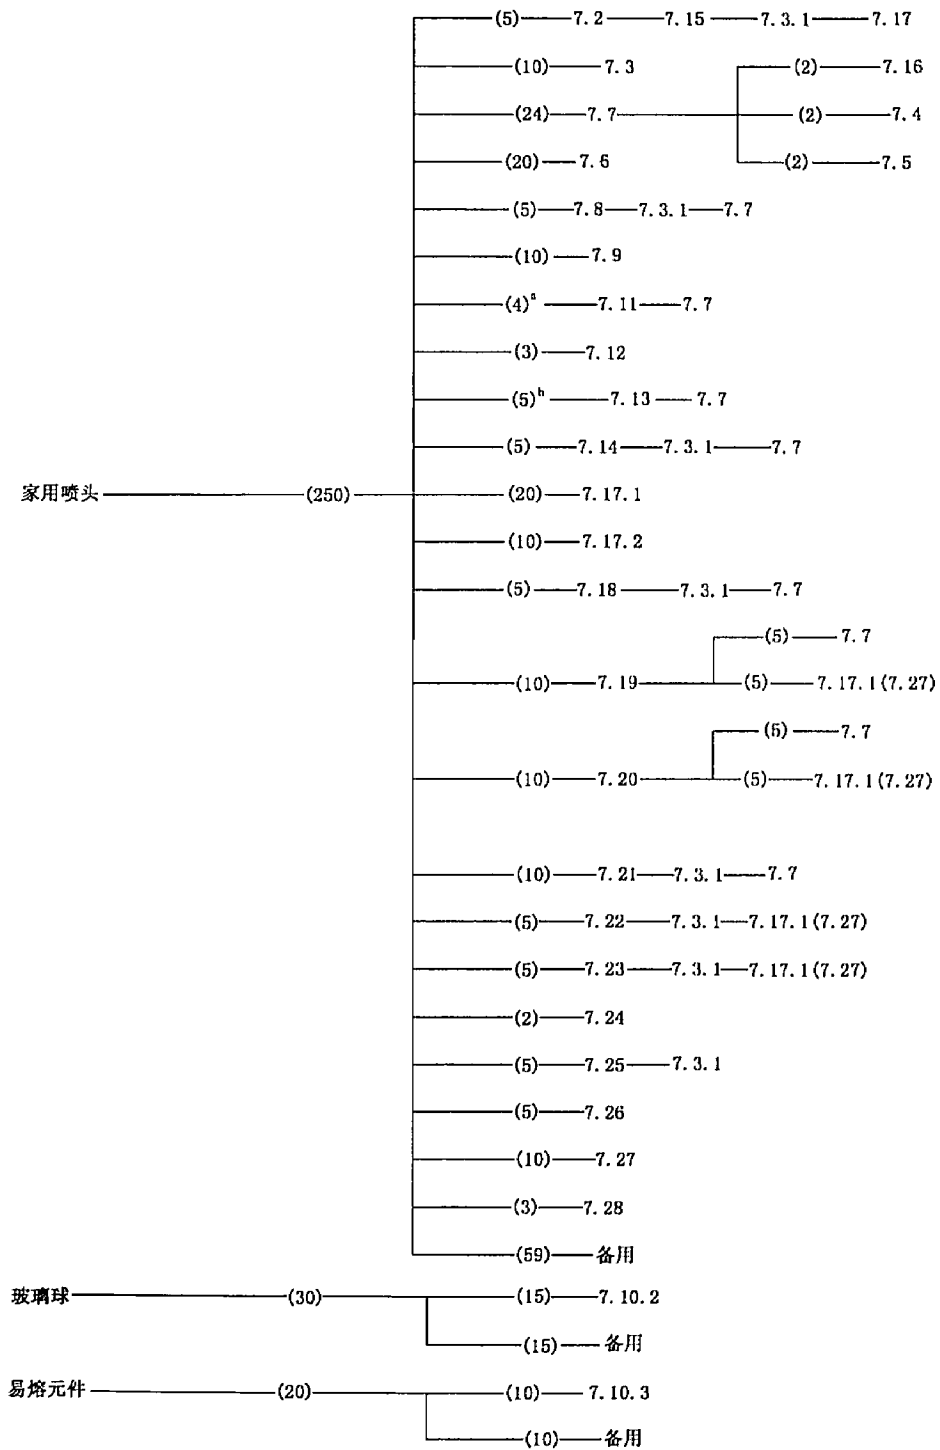 (5) 7.2 7.15 7.3.1 7.17
(10) 7.3 (2) 7.16
(24) 7.7 (2) 7.4
(20) 7.6 (2) 7.5
(5) 7.8 7.3.1 7.7
(10) 7.9
(4)a 7.11 7.7
(3) 7.12
(5)b 7.13 7.7
(5) 7.14 7.3.1 7.7
家用喷头 (250) (20) 7.17.1
(10) 7.17.2
(5) 7.18 7.3.1 7.7
(5) 7.7
(10) 7.19 (5) 7.17.1(7.27)
(5) 7.7
(10) 7.20 (5) 7.17.1(7.27)
(10) 7.21 7.3.1 7.7
(5) 7.22 7.3.1 7.17.1(7.27)
(5) 7.23 7.3.1 7.17.1(7.27)
(2) 7.24
(5) 7.25 7.3.1
(5) 7.26
(10) 7.27
(3) 7.28
(59) 备用
玻璃球 (30) (15) 7.10.2
(15) 备用
易熔元件 (20) (10) 7.10.3
(10) 备用